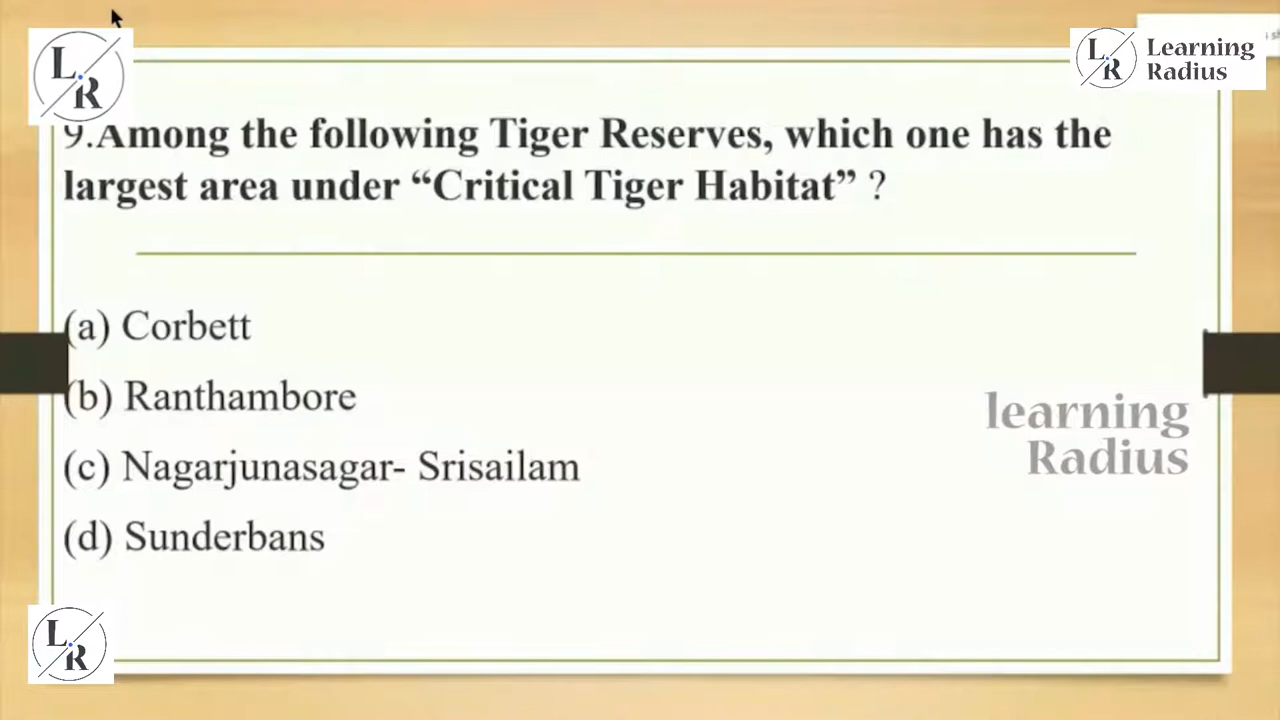 L.R
L.R Learning
Radius
9.Among the following Tiger Reserves, which one has the
largest area under “Critical Tiger Habitat” ?
(a) Corbett
(b) Ranthambore
learning
Radius
(c) Nagarjunasagar- Srisailam
(d) Sunderbans
L.R